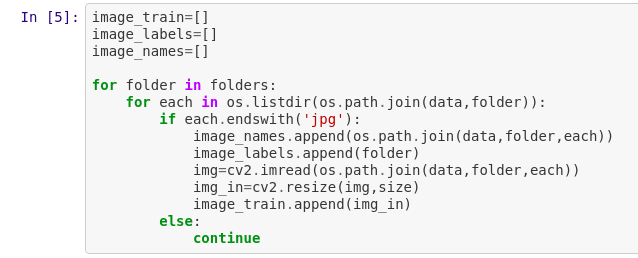 In [5]: image_train=[]
image_labels=[]
image_names=[]

for folder in folders:
    for each in os.listdir(os.path.join(data,folder)):
        if each.endswith('jpg'):
            image_names.append(os.path.join(data,folder,each))
            image_labels.append(folder)
            img=cv2.imread(os.path.join(data,folder,each))
            img_in=cv2.resize(img,size)
            image_train.append(img_in)
        else:
            continue